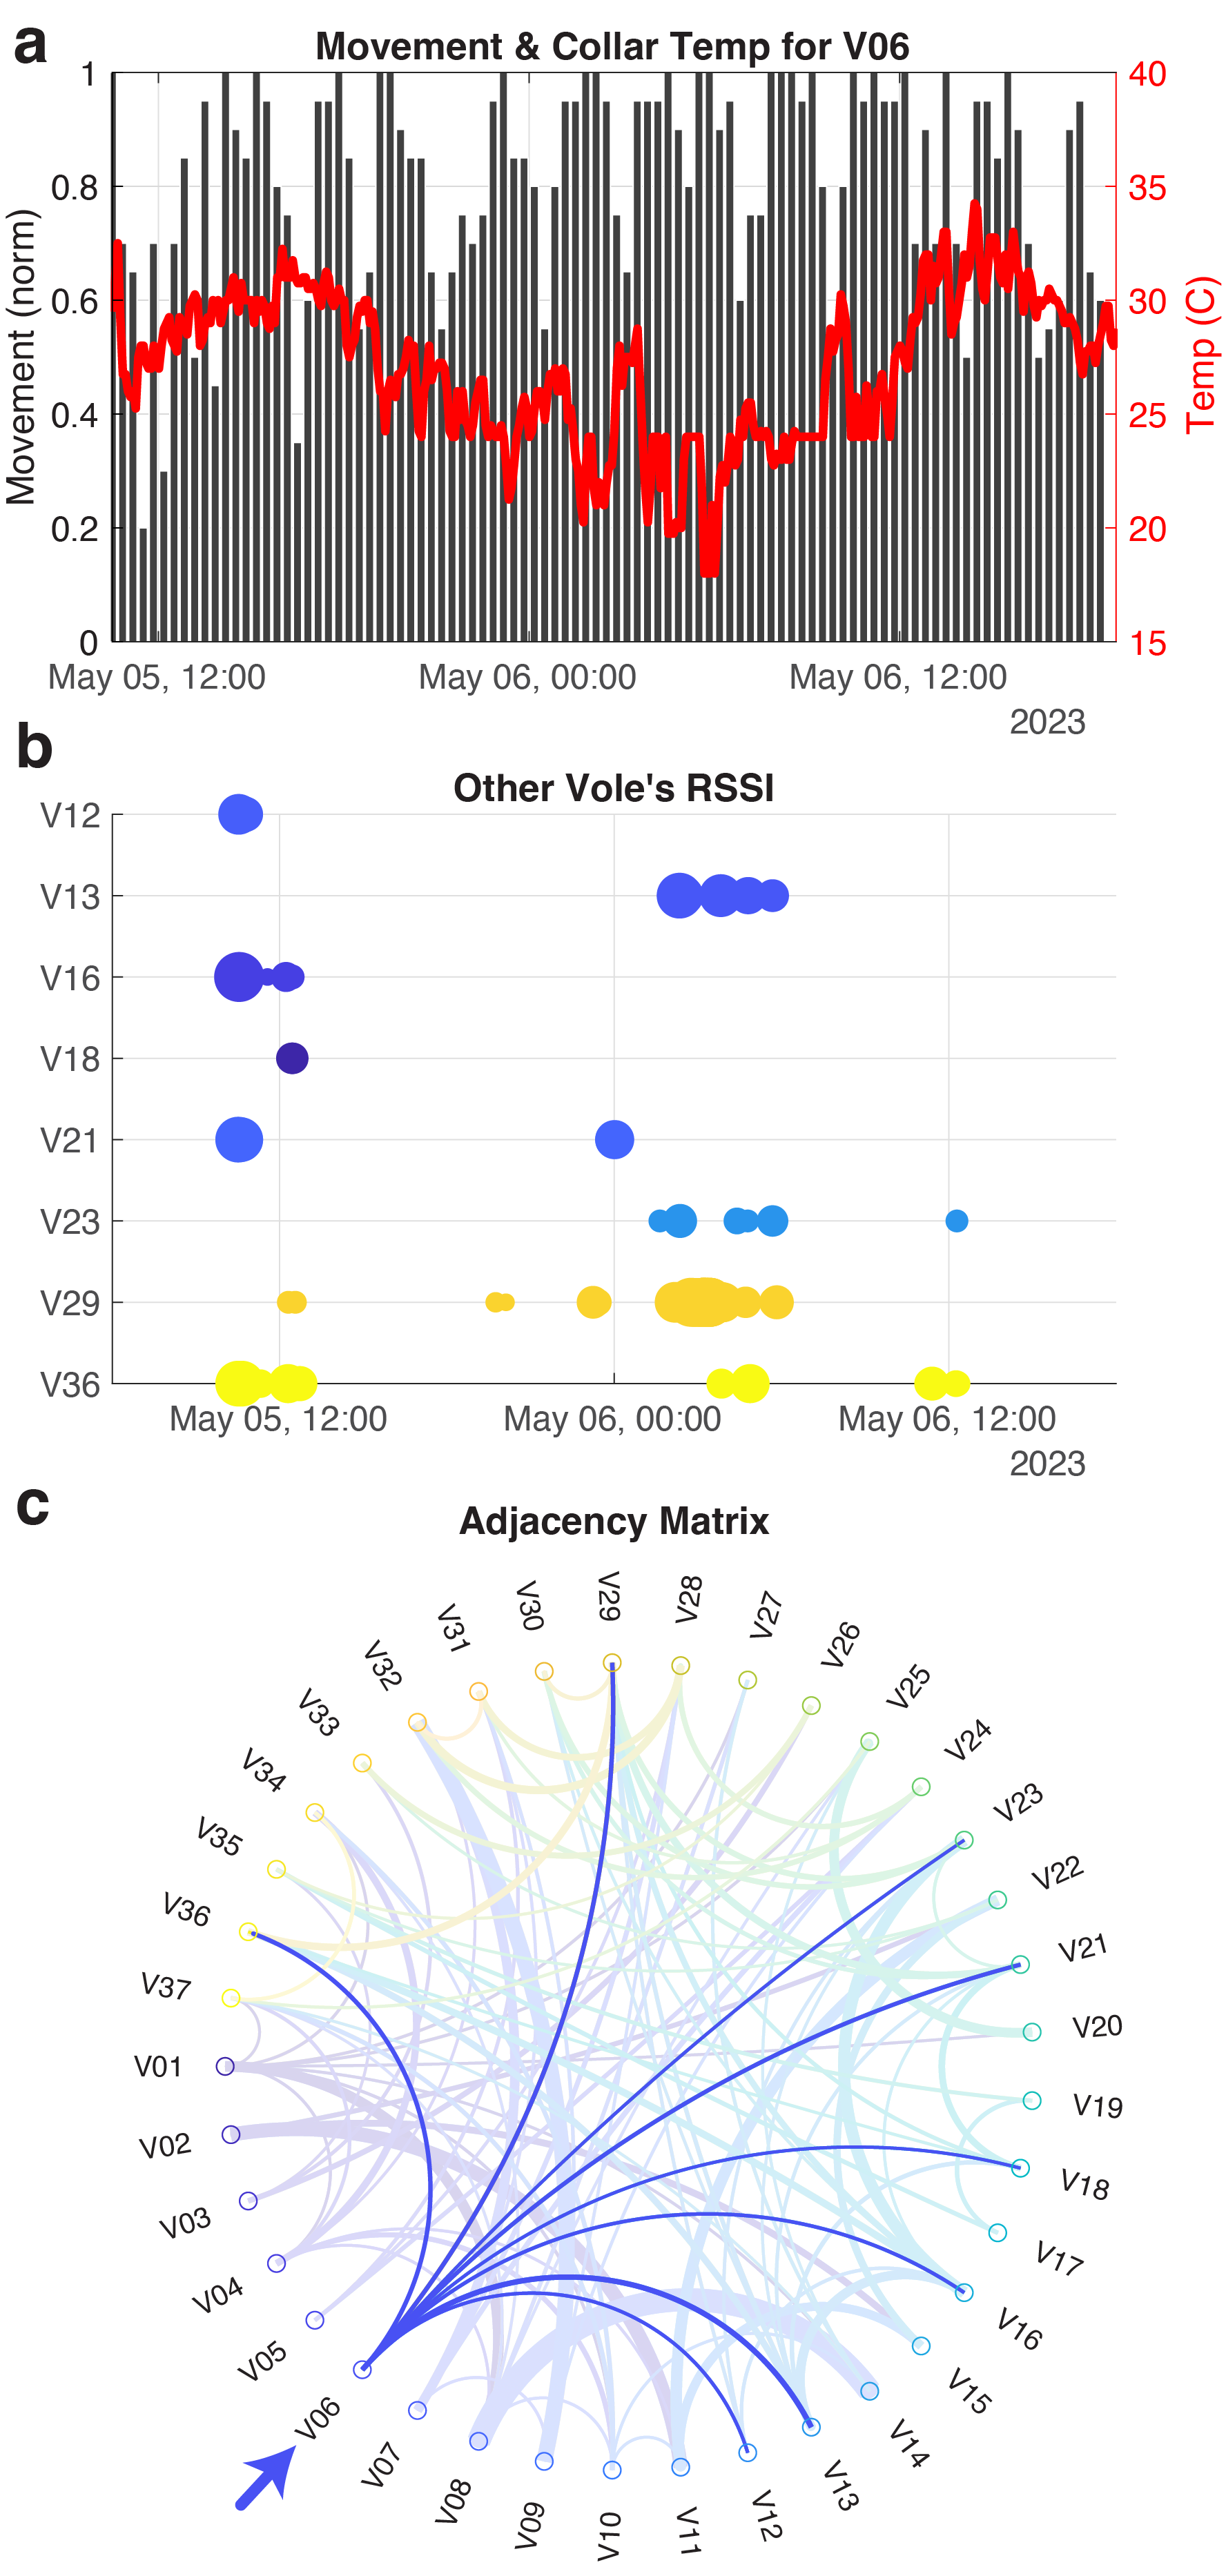 a
Movement & Collar Temp for V06
1
0.8
0.6
0.4
0.2
0
Movement (norm)
40
35
30
25
20
15
Temp (C)
May 05, 12:00
May 06, 00:00
May 06, 12:00
2023
b
Other Vole's RSSI
V12
V13
V16
V18
V21
V23
V29
V36
May 05, 12:00
May 06, 00:00
May 06, 12:00
2023
c
Adjacency Matrix
V29
V28
V27
V26
V25
V24
V23
V22
V21
V20
V19
V18
V17
V16
V15
V14
V13
V12
V11
V10
V09
V08
V07
V06
V05
V04
V03
V02
V01
V37
V36
V35
V34
V33
V32
V31
V30